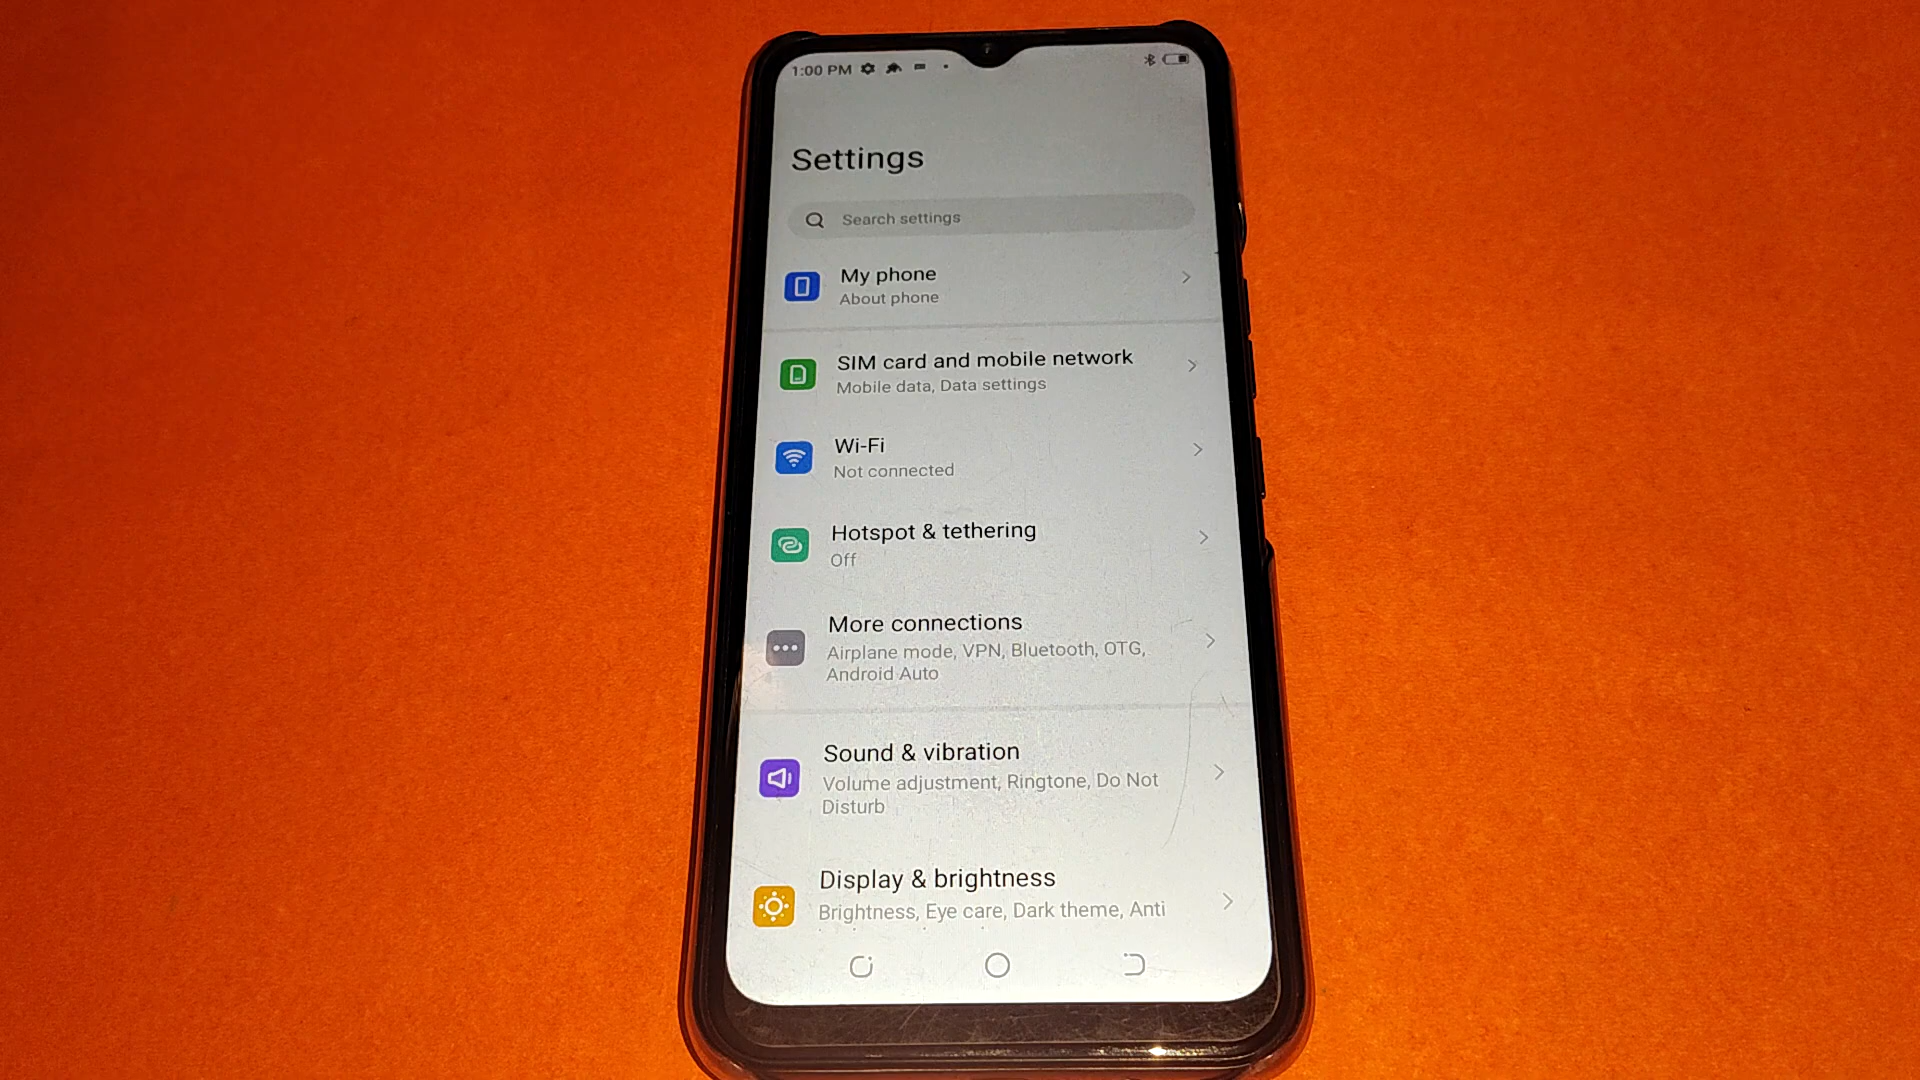 1:00 PM
Settings
Search settings
My phone
About phone
SIM card and mobile network
Mobile data, Data settings
Wi-Fi
Not connected
Hotspot & tethering
Off
More connections
Airplane mode, VPN, Bluetooth, OTG,
Android Auto
Sound & vibration
Volume adjustment, Ringtone, Do Not
Disturb
Display & brightness
Brightness, Eye care, Dark theme, Anti